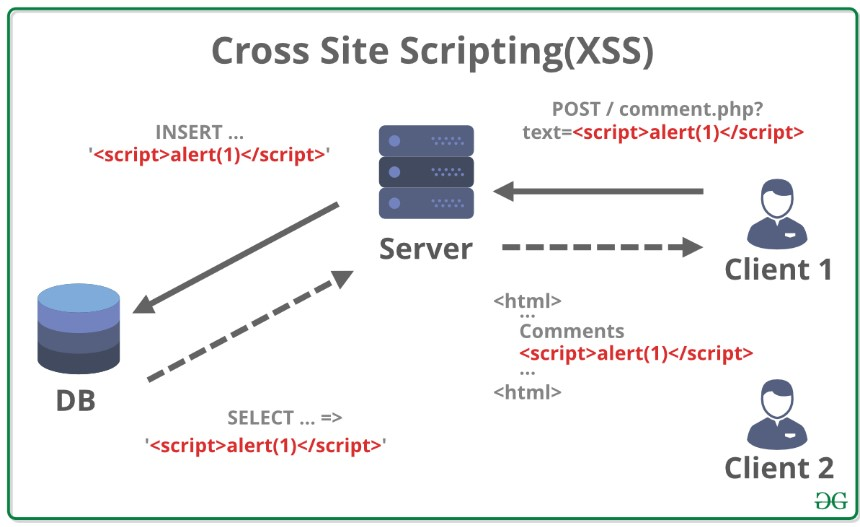 Cross Site Scripting(XSS)
INSERT ...
'<script>alert(1)</script>'
POST / comment.php?
text=<script>alert(1)</script>
Server
Client 1
<html>
...
Comments
<script>alert(1)</script>
...
<html>
DB
SELECT ... =>
'<script>alert(1)</script>'
Client 2